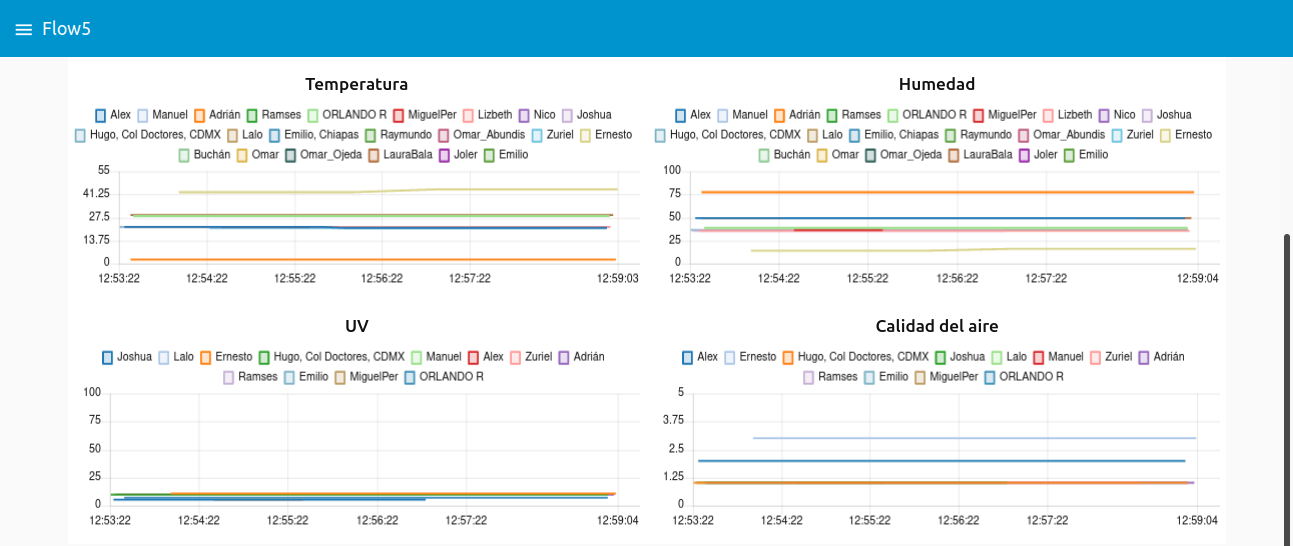 Flow5
Temperatura
Alex Manuel Adrián Ramses ORLANDO R MiguelPer Lizbeth Nico Joshua
Hugo, Col Doctores, CDMX Lalo Emilio, Chiapas Raymundo Omar_Abundis Zuriel Ernesto
Buchán Omar Omar_Ojeda LauraBala Joler Emilio
55
41.25
27.5
13.75
0
12:53:22 12:54:22 12:55:22 12:56:22 12:57:22 12:59:03
Humedad
Alex Manuel Adrián Ramses ORLANDO R MiguelPer Lizbeth Nico Joshua
Hugo, Col Doctores, CDMX Lalo Emilio, Chiapas Raymundo Omar_Abundis Zuriel Ernesto
Buchán Omar Omar_Ojeda LauraBala Joler Emilio
100
75
50
25
0
12:53:22 12:54:22 12:55:22 12:56:22 12:57:22 12:59:04
UV
Joshua Lalo Ernesto Hugo, Col Doctores, CDMX Manuel Alex Zuriel Adrián
Ramses Emilio MiguelPer ORLANDO R
100
75
50
25
0
12:53:22 12:54:22 12:55:22 12:56:22 12:57:22 12:59:04
Calidad del aire
Alex Ernesto Hugo, Col Doctores, CDMX Joshua Lalo Manuel Zuriel Adrián
Ramses Emilio MiguelPer ORLANDO R
5
3.75
2.5
1.25
0
12:53:22 12:54:22 12:55:22 12:56:22 12:57:22 12:59:04